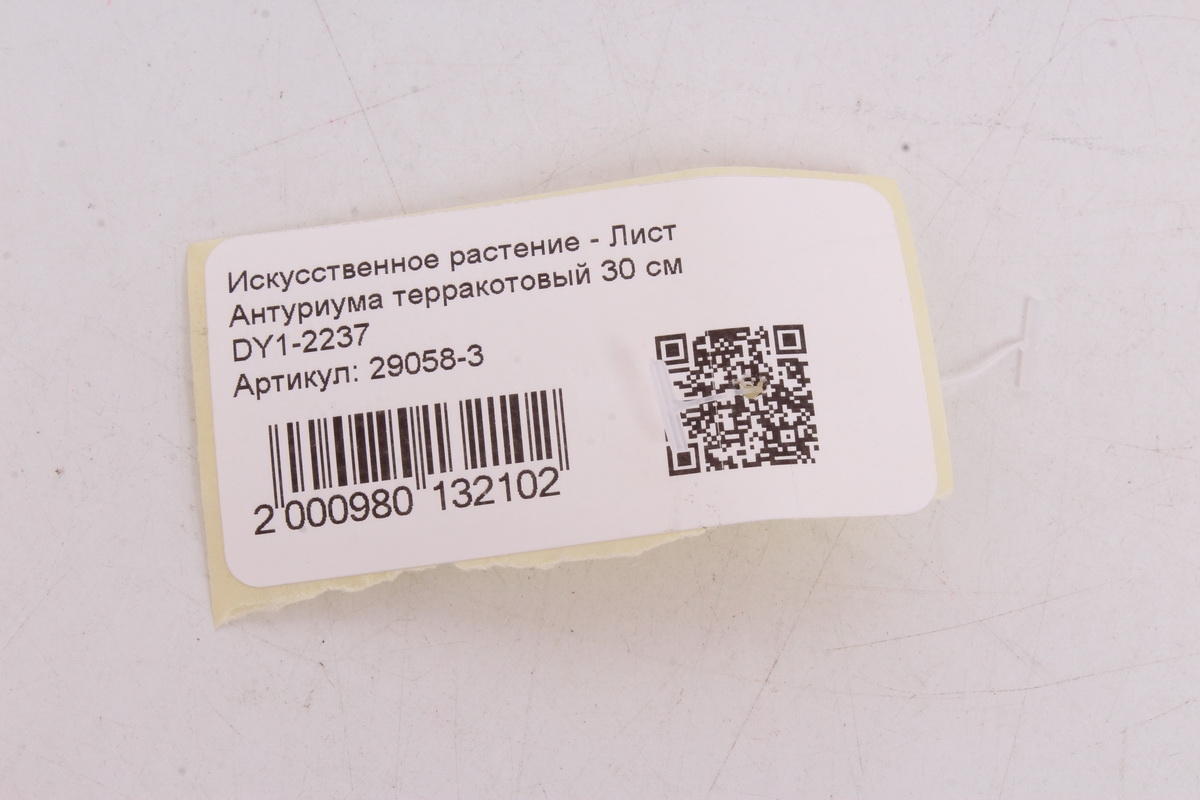 Искусственное растение - Лист
Антуриума терракотовый 30 см
DY1-2237
Артикул: 29058-3
2 000980 132102